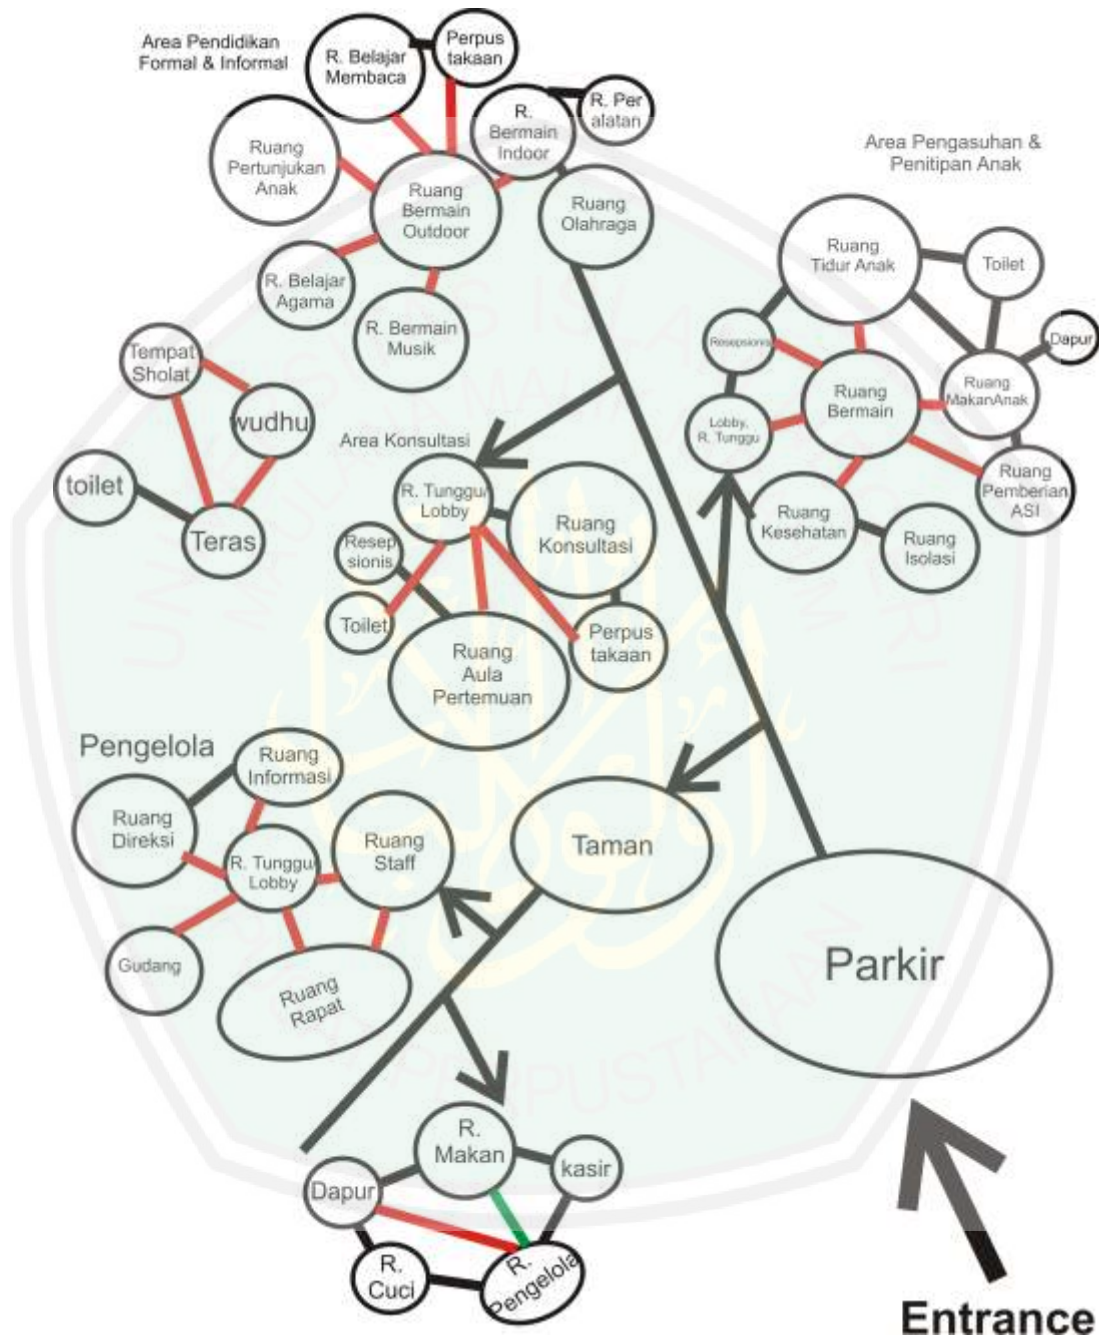 Area Pendidikan
Formal & Informal
R. Belajar
Membaca
Perpus
takaan
R.
Bermain
Indoor
R. Per
alatan
Ruang
Pertunjukan
Anak
Ruang
Bermain
Outdoor
Ruang
Olahraga
R. Belajar
Agama
R. Bermain
Musik
Area Pengasuhan &
Penitipan Anak
Ruang
Tidur Anak
Toilet
Resepsionis
Dapur
Ruang
Bermain
Ruang
MakanAnak
Lobby,
R. Tunggu
Ruang
Pemberian
ASI
Ruang
Kesehatan
Ruang
Isolasi
Tempat
Sholat
wudhu
toilet
Teras
Area Konsultasi
R. Tunggu/
Lobby
Ruang
Konsultasi
Resep
sionis
Toilet
Ruang
Aula
Pertemuan
Perpus
takaan
Pengelola
Ruang
Informasi
Ruang
Direksi
R. Tunggu/
Lobby
Ruang
Staff
Gudang
Ruang
Rapat
Taman
Parkir
R.
Makan
kasir
Dapur
R.
Cuci
R.
Pengelola
Entrance